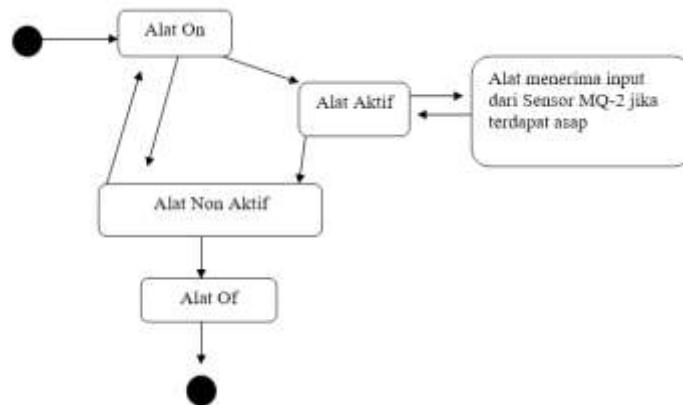 Alat On
Alat Aktif
Alat menerima input
dari Sensor MQ-2 jika
terdapat asap
Alat Non Aktif
Alat Of